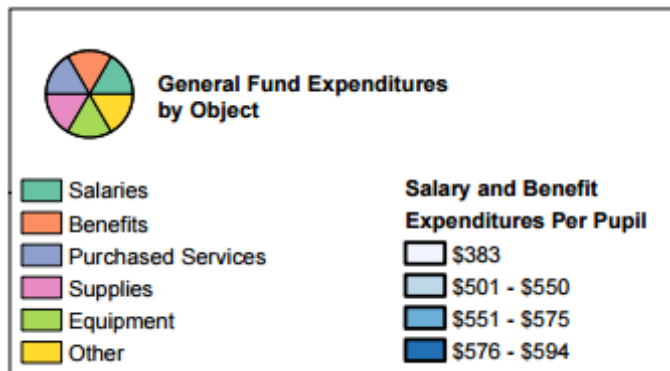 General Fund Expenditures
by Object
Salaries
Benefits
Purchased Services
Supplies
Equipment
Other
Salary and Benefit
Expenditures Per Pupil
$383
$501 - $550
$551 - $575
$576 - $594